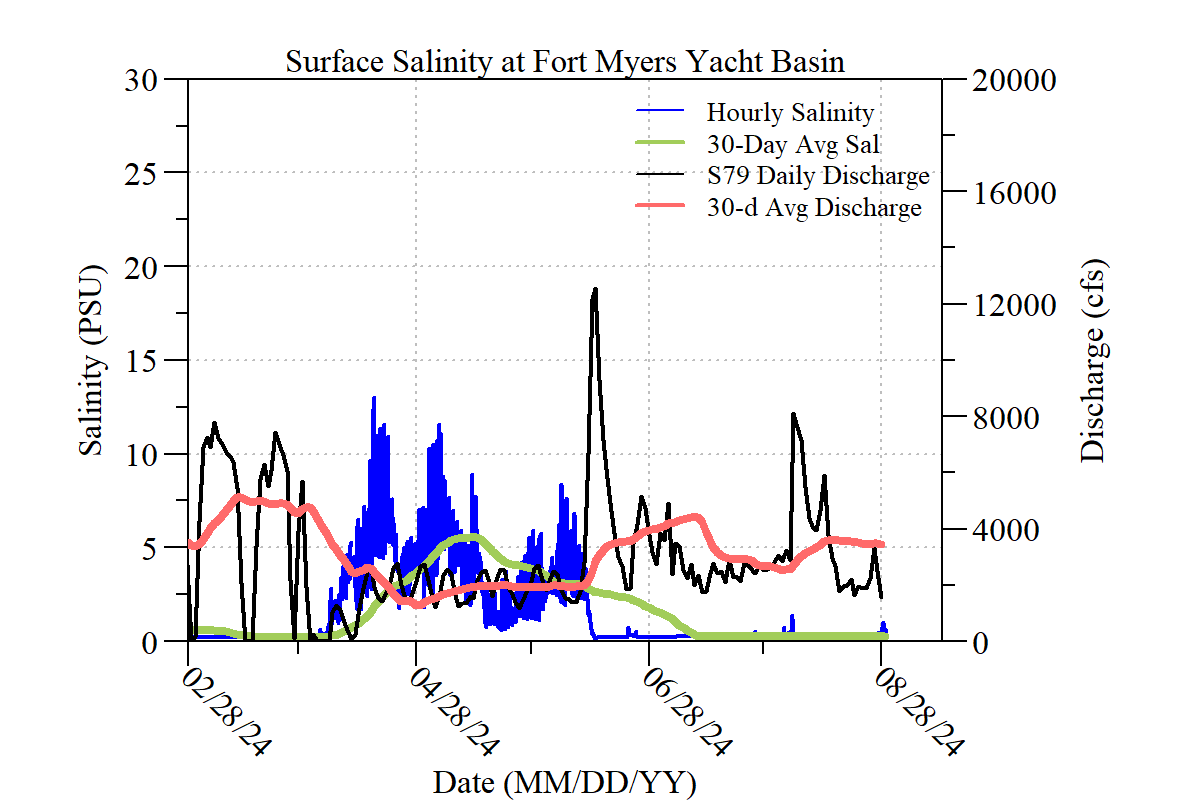 Surface Salinity at Fort Myers Yacht Basin
30
25
20
15
10
5
0
Salinity (PSU)
Hourly Salinity
30-Day Avg Sal
S79 Daily Discharge
30-d Avg Discharge
20000
16000
12000
8000
4000
0
Discharge (cfs)
02/28/24
04/28/24
06/28/24
08/28/24
Date (MM/DD/YY)